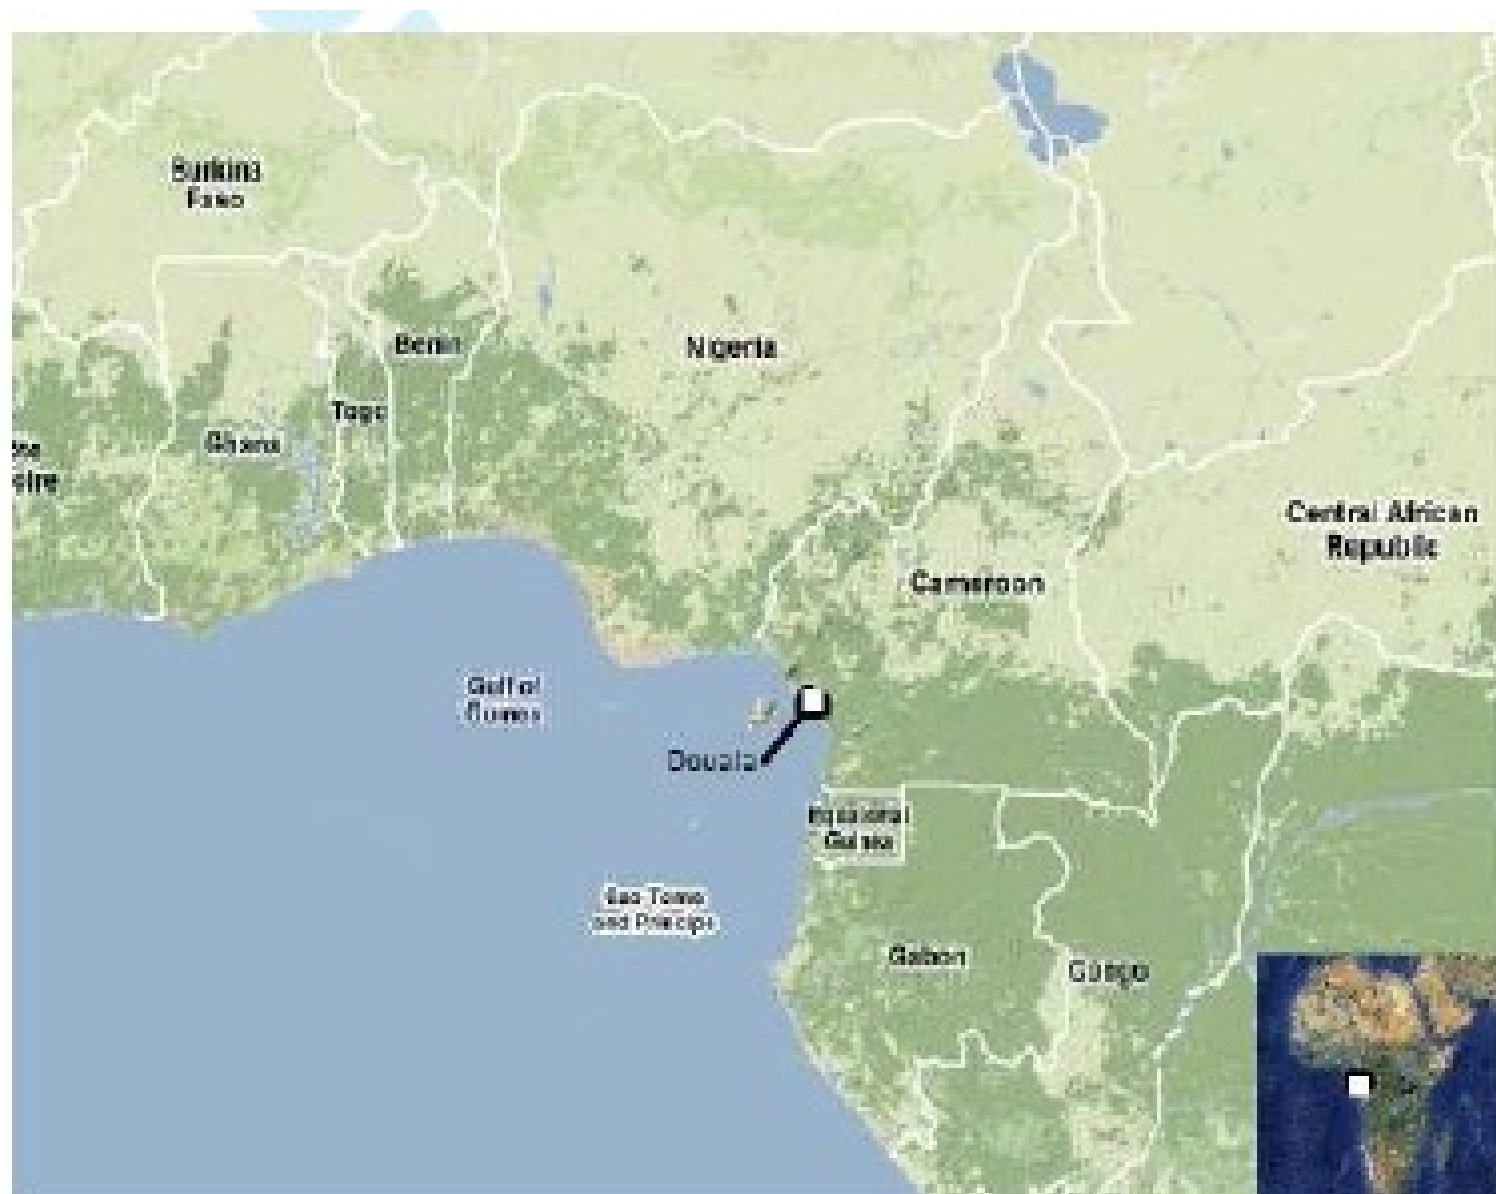 Burkina
Faso
Benin
Nigeria
Togo
Ghana
Central African
Republic
Cameroon
Gulf of
Guinea
Douala
Equatorial
Guinea
Sao Tome
and Principe
Gabon
Congo